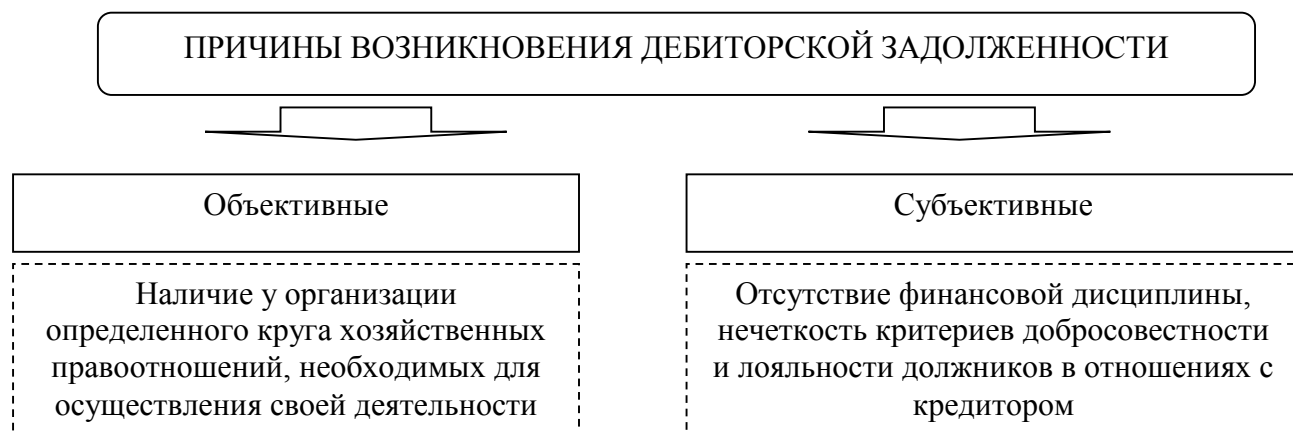 ПРИЧИНЫ ВОЗНИКНОВЕНИЯ ДЕБИТОРСКОЙ ЗАДОЛЖЕННОСТИ
Объективные
Наличие у организации
определенного круга хозяйственных
правоотношений, необходимых для
осуществления своей деятельности
Субъективные
Отсутствие финансовой дисциплины,
нечеткость критериев добросовестности
и лояльности должников в отношениях с
кредитором